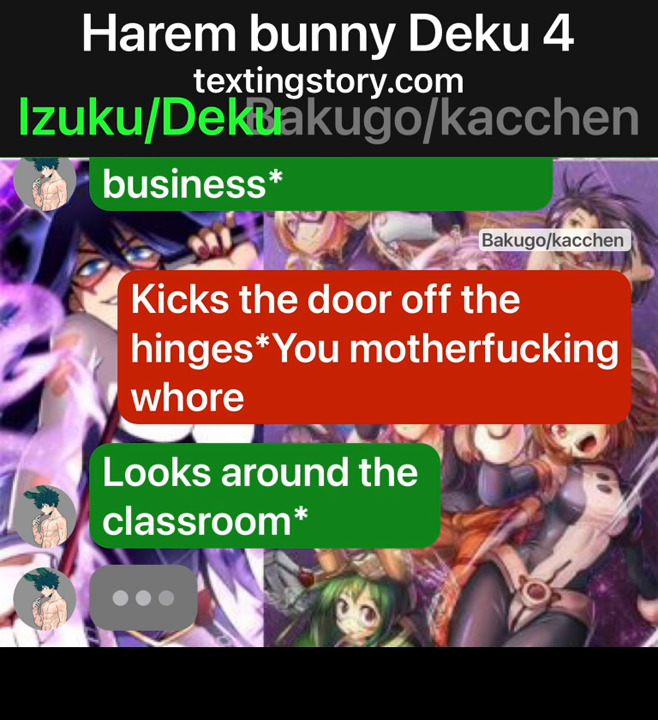 Harem bunny Deku 4
textingstory.com
Izuku/Deku Bakugo/kacchen
business*
Bakugo/kacchen
Kicks the door off the
hinges*You motherfucking
whore
Looks around the
classroom*